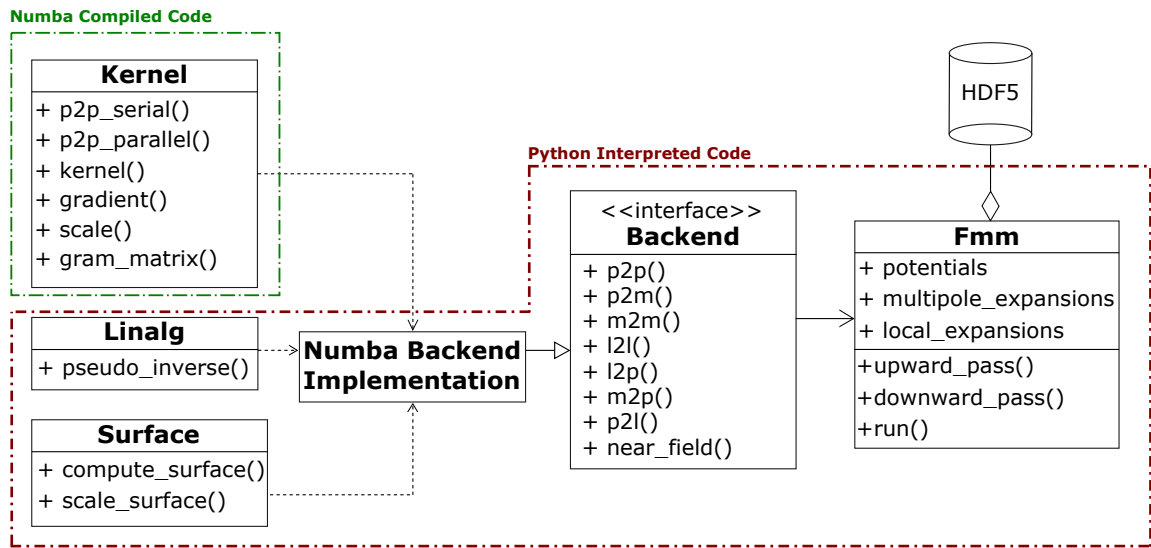 Numba Compiled Code
Kernel
+ p2p_serial()
+ p2p_parallel()
+ kernel()
+ gradient()
+ scale()
+ gram_matrix()
HDF5
Python Interpreted Code
<<interface>>
Backend
+ p2p()
+ p2m()
+ m2m()
+ l2l()
+ l2p()
+ m2p()
+ p2l()
+ near_field()
Fmm
+ potentials
+ multipole_expansions
+ local_expansions
+upward_pass()
+downward_pass()
+run()
Linalg
+ pseudo_inverse()
Numba Backend
Implementation
Surface
+ compute_surface()
+ scale_surface()